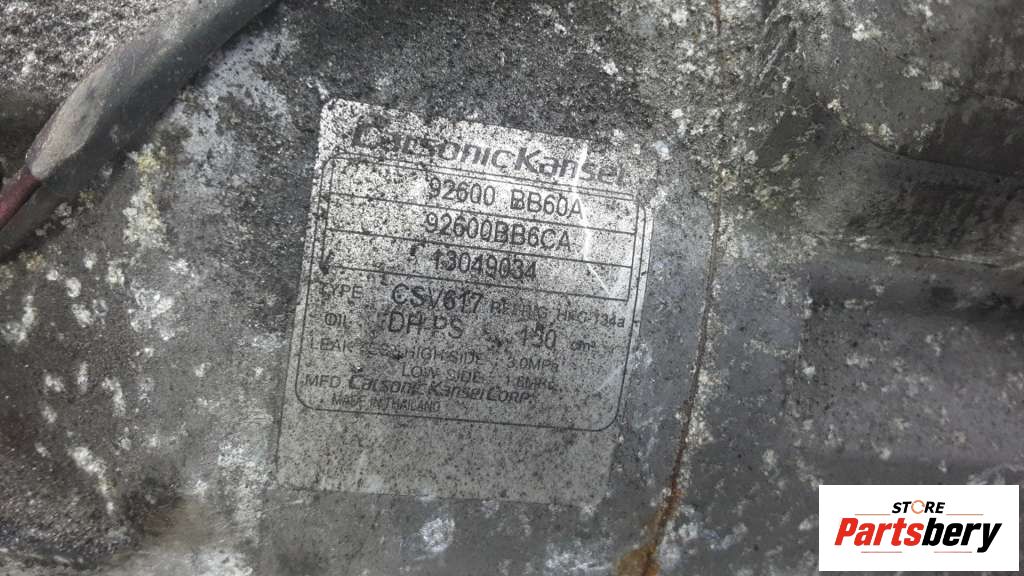 CalsonicKansei
92600 BB60A
92600BB6CA
13049034
TYPE CSV617 REFRIG HFC-134a
OIL DH-PS 150 cm³
LEAK TEST HIGH SIDE 3.0MPa
LOW SIDE 1.6MPa
MFD Calsonic Kansei CORP.
MADE IN THAILAND
STORE
Partsbery